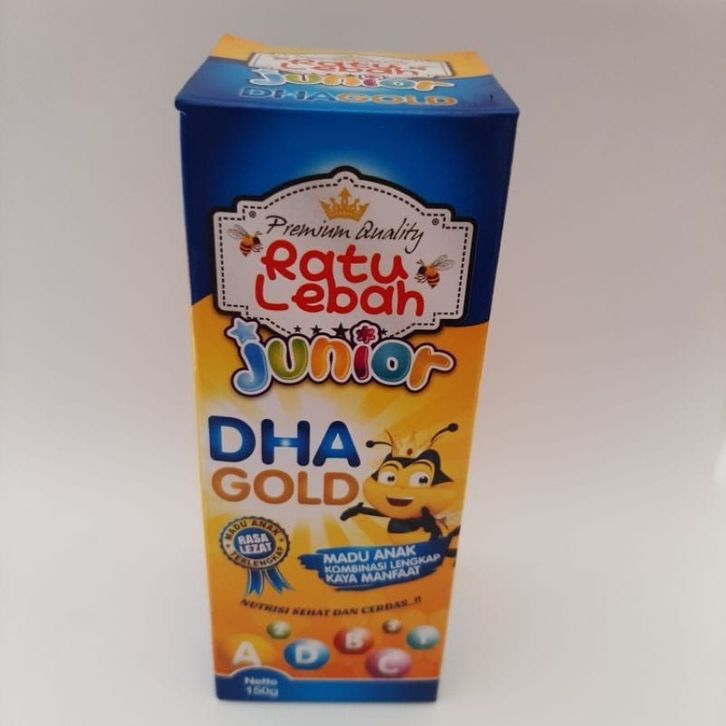 Ratu
Lebah
junior
DHA GOLD
Premium Quality
Ratu
Lebah
junior
DHA
GOLD
MADU ANAK
RASA
LEZAT
TERLENGKAP
MADU ANAK
KOMBINASI LENGKAP
KAYA MANFAAT
NUTRISI SEHAT DAN CERDAS..!!
A D B C
Netto
150g